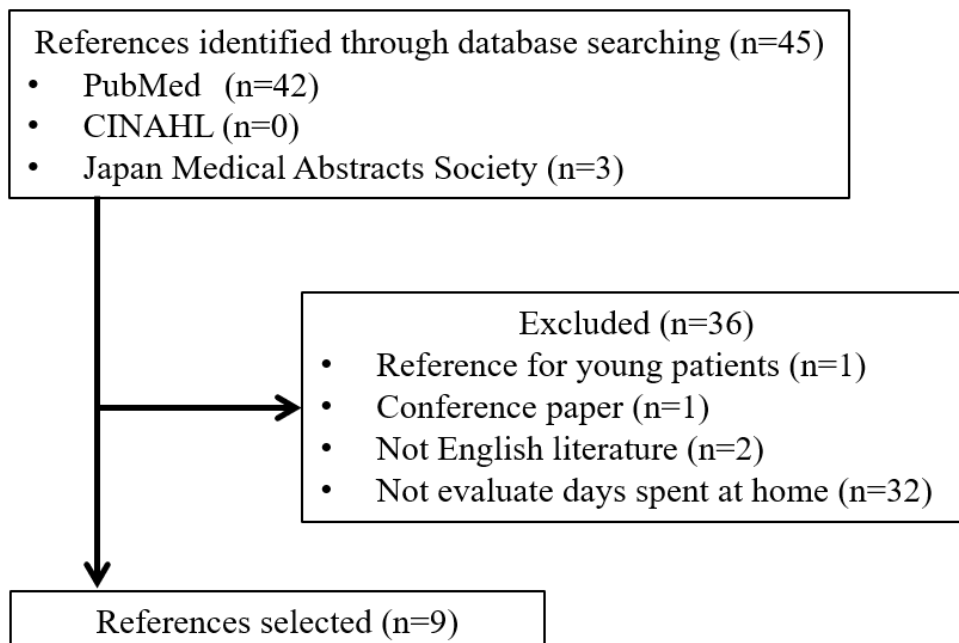 References identified through database searching (n=45)
• PubMed (n=42)
• CINAHL (n=0)
• Japan Medical Abstracts Society (n=3)
Excluded (n=36)
• Reference for young patients (n=1)
• Conference paper (n=1)
• Not English literature (n=2)
• Not evaluate days spent at home (n=32)
References selected (n=9)